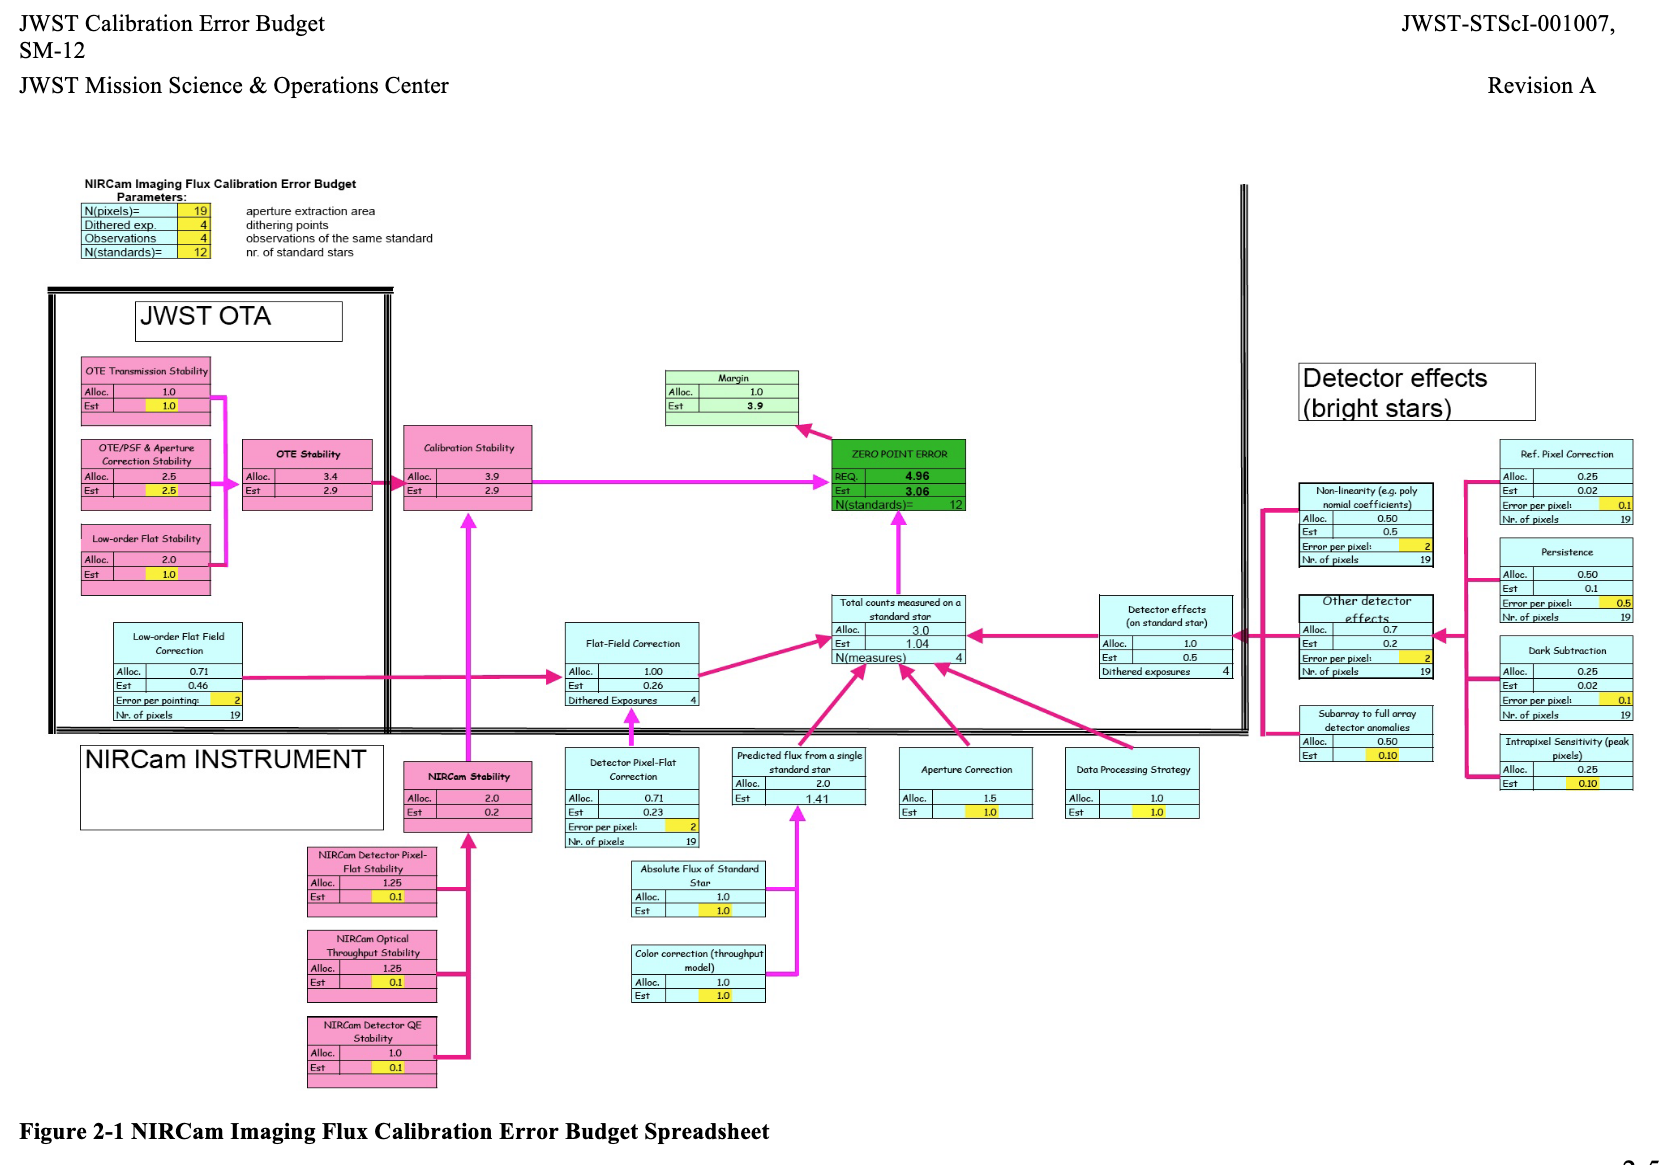 JWST Calibration Error Budget
JWST-STScI-001007,
SM-12
JWST Mission Science & Operations Center
Revision A
NIRCam Imaging Flux Calibration Error Budget
Parameters:
N(pixels)= 19 aperture extraction area
Dithered exp. 4 dithering points
Observations 4 observations of the same standard
N(standards)= 12 nr. of standard stars
JWST OTA
OTE Transmission Stability
Alloc. 1.0
Est 1.0
OTE/PSF & Aperture
Correction Stability
Alloc. 2.5
Est 2.5
Low-order Flat Stability
Alloc. 2.0
Est 1.0
OTE Stability
Alloc. 3.4
Est 2.9
Calibration Stability
Alloc. 3.9
Est 2.9
Margin
Alloc. 1.0
Est 3.9
ZERO POINT ERROR
REQ. 4.96
Est 3.06
N(standards)= 12
Low-order Flat Field
Correction
Alloc. 0.71
Est 0.46
Error per pointing: 2
Nr. of pixels 19
Flat-Field Correction
Alloc. 1.00
Est 0.26
Dithered Exposures 4
Total counts measured on a
standard star
Alloc. 3.0
Est 1.04
N(measures) 4
Detector effects
(on standard star)
Alloc. 1.0
Est 0.5
Dithered exposures 4
Detector effects
(bright stars)
Non-linearity (e.g. poly
nomial coefficients)
Alloc. 0.50
Est 0.5
Error per pixel: 2
Nr. of pixels 19
Other detector
effects
Alloc. 0.7
Est 0.2
Error per pixel: 2
Nr. of pixels 19
Subarray to full array
detector anomalies
Alloc. 0.50
Est 0.10
Ref. Pixel Correction
Alloc. 0.25
Est 0.02
Error per pixel: 0.1
Nr. of pixels 19
Persistence
Alloc. 0.50
Est 0.1
Error per pixel: 0.5
Nr. of pixels 19
Dark Subtraction
Alloc. 0.25
Est 0.02
Error per pixel: 0.1
Nr. of pixels 19
Intrapixel Sensitivity (peak
pixels)
Alloc. 0.25
Est 0.10
NIRCam INSTRUMENT
NIRCam Stability
Alloc. 2.0
Est 0.2
Detector Pixel-Flat
Correction
Alloc. 0.71
Est 0.23
Error per pixel: 2
Nr. of pixels 19
Predicted flux from a single
standard star
Alloc. 2.0
Est 1.41
Aperture Correction
Alloc. 1.5
Est 1.0
Data Processing Strategy
Alloc. 1.0
Est 1.0
NIRCam Detector Pixel-
Flat Stability
Alloc. 1.25
Est 0.1
NIRCam Optical
Throughput Stability
Alloc. 1.25
Est 0.1
NIRCam Detector QE
Stability
Alloc. 1.0
Est 0.1
Absolute Flux of Standard
Star
Alloc. 1.0
Est 1.0
Color correction (throughput
model)
Alloc. 1.0
Est 1.0
Figure 2-1 NIRCam Imaging Flux Calibration Error Budget Spreadsheet